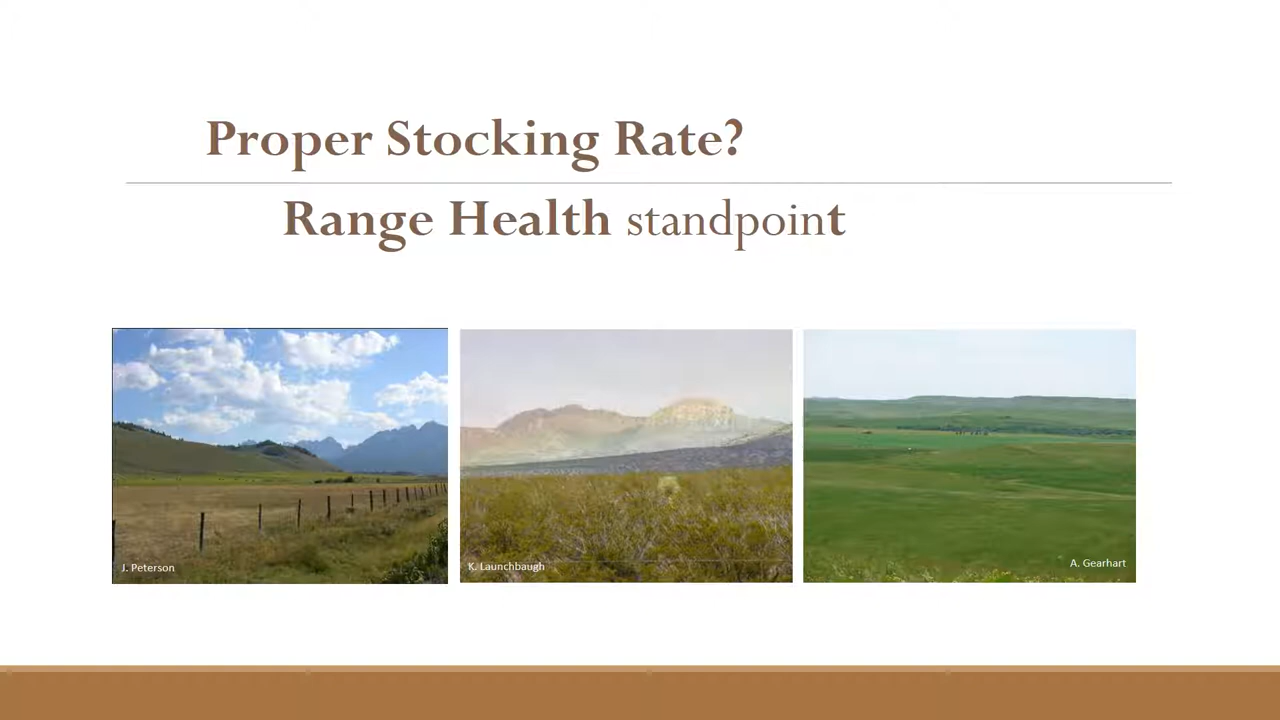 Proper Stocking Rate?
Range Health standpoint
J. Peterson
K. Launchbaugh
A. Gearhart